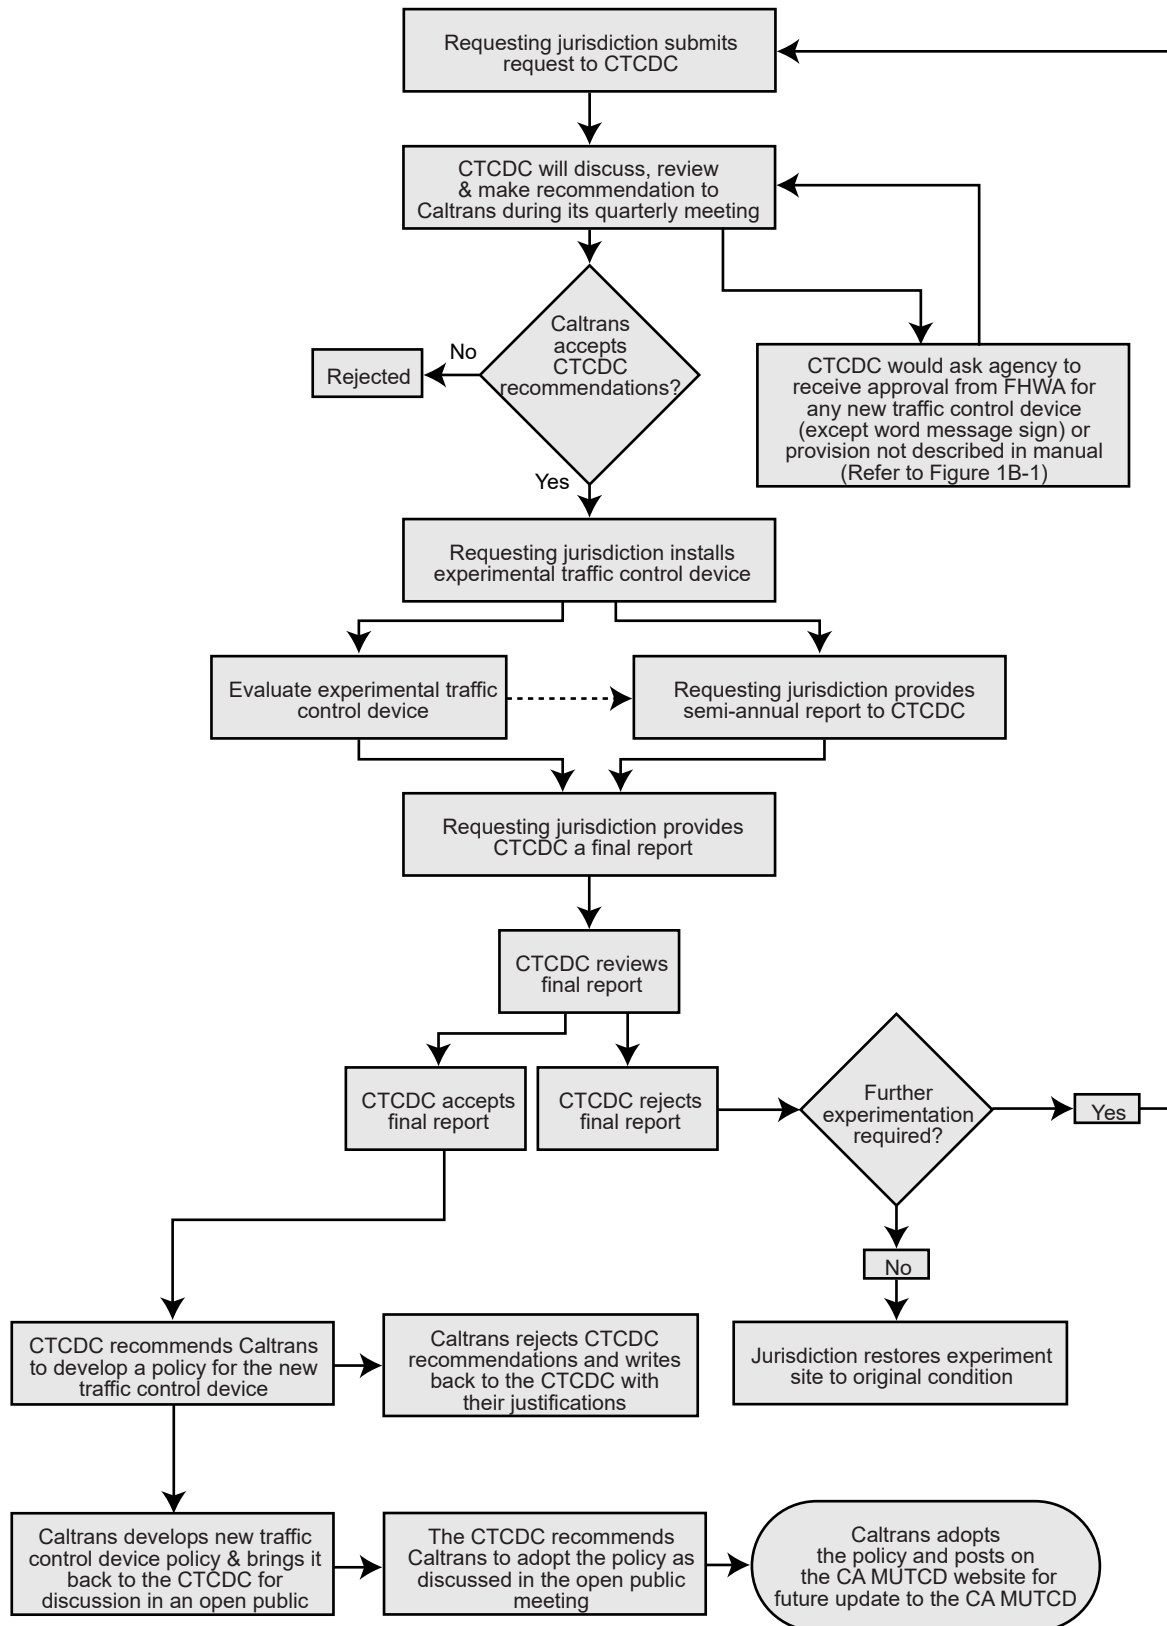 Requesting jurisdiction submits
request to CTCDC
CTCDC will discuss, review
& make recommendation to
Caltrans during its quarterly meeting
Caltrans
accepts
CTCDC
recommendations?
No
Rejected
CTCDC would ask agency to
receive approval from FHWA for
any new traffic control device
(except word message sign) or
provision not described in manual
(Refer to Figure 1B-1)
Yes
Requesting jurisdiction installs
experimental traffic control device
Evaluate experimental traffic
control device
Requesting jurisdiction provides
semi-annual report to CTCDC
Requesting jurisdiction provides
CTCDC a final report
CTCDC reviews
final report
CTCDC accepts
final report
CTCDC rejects
final report
Further
experimentation
required?
Yes
No
Jurisdiction restores experiment
site to original condition
CTCDC recommends Caltrans
to develop a policy for the new
traffic control device
Caltrans rejects CTCDC
recommendations and writes
back to the CTCDC with
their justifications
Caltrans develops new traffic
control device policy & brings it
back to the CTCDC for
discussion in an open public
The CTCDC recommends
Caltrans to adopt the policy as
discussed in the open public
meeting
Caltrans adopts
the policy and posts on
the CA MUTCD website for
future update to the CA MUTCD